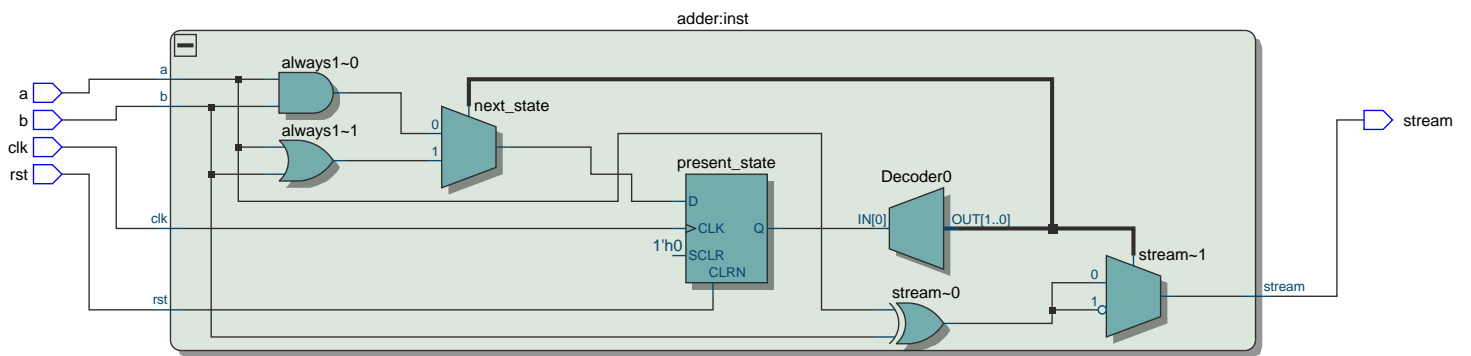 adder:inst
a
b
clk
rst
a
b
clk
rst
always1~0
always1~1
next_state
0
1
present_state
D
CLK
1'h0
SCLR
CLRN
Q
Decoder0
IN[0]
OUT[1..0]
stream~0
stream~1
0
1
stream
stream